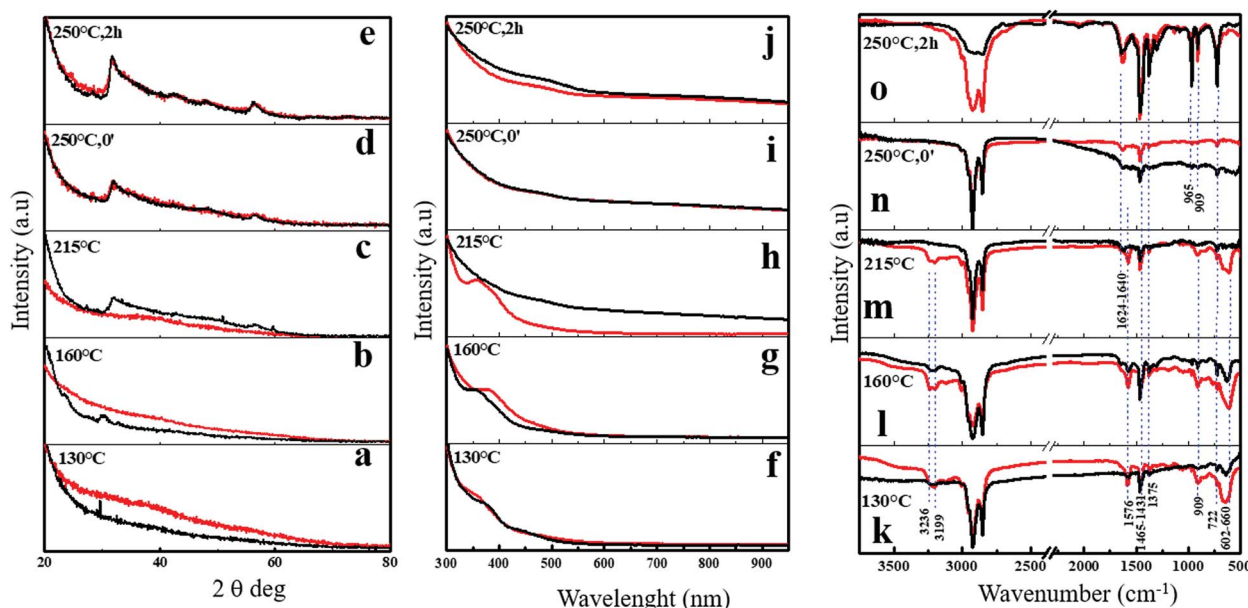 250°C,2h
e
250°C,0'
d
215°C
c
160°C
b
130°C
a
20 40 60 80
2 θ deg
Intensity (a.u)
250°C,2h
j
250°C,0'
i
215°C
h
160°C
g
130°C
f
300 400 500 600 700 800 900
Wavelenght (nm)
Intensity (a.u)
250°C,2h
o
250°C,0'
n
965
909
215°C
m
1624-1640
160°C
l
130°C
k
3236
3199
1576
1465-1431
1375
909
722
602-660
3500 3000 2500 2000 1500 1000 500
Wavenumber (cm⁻¹)
Intensity (a.u)